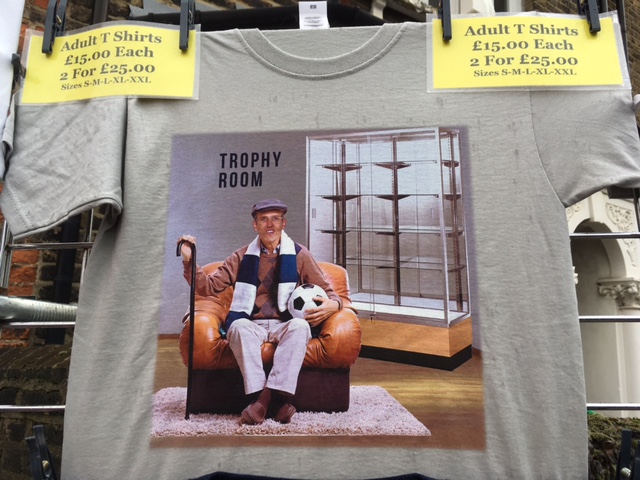 Adult T Shirts
£15.00 Each
2 For £25.00
Sizes S-M-L-XL-XXL
Adult T Shirts
£15.00 Each
2 For £25.00
Sizes S-M-L-XL-XXL
TROPHY
ROOM